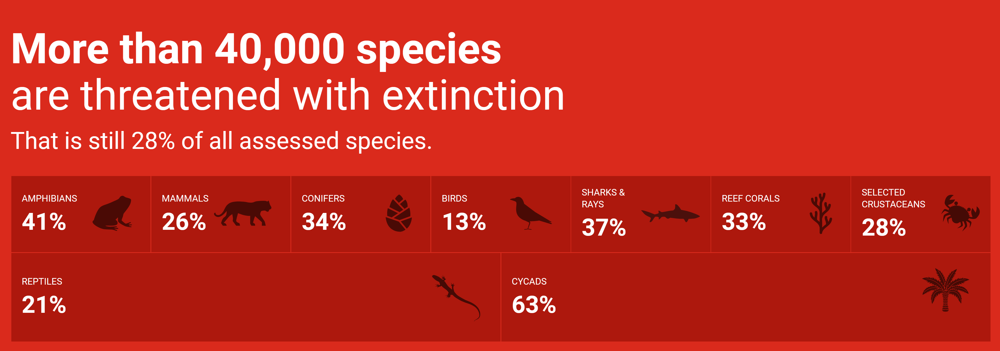 More than 40,000 species
are threatened with extinction
That is still 28% of all assessed species.
AMPHIBIANS
41%
MAMMALS
26%
CONIFERS
34%
BIRDS
13%
SHARKS &
RAYS
37%
REEF CORALS
33%
SELECTED
CRUSTACEANS
28%
REPTILES
21%
CYCADS
63%